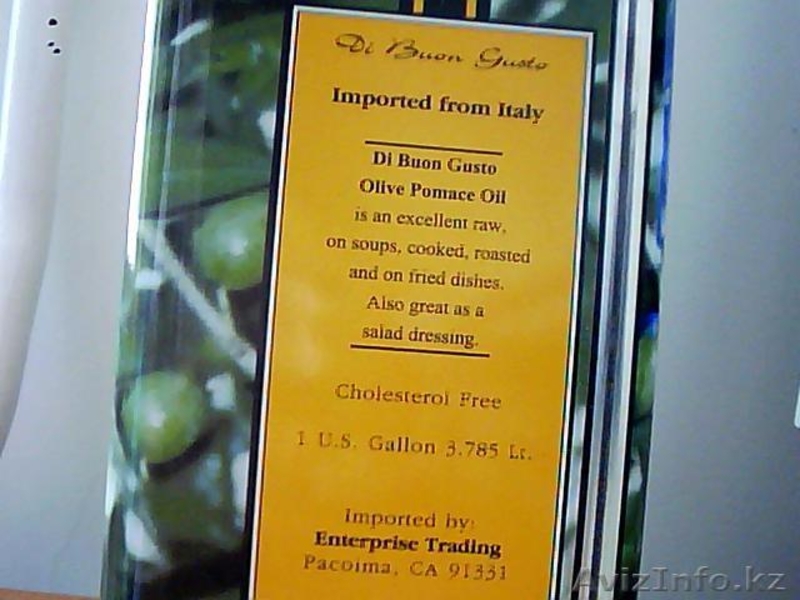 Di Buon Gusto
Imported from Italy
Di Buon Gusto
Olive Pomace Oil
is an excellent raw,
on soups, cooked, roasted
and on fried dishes.
Also great as a
salad dressing.
Cholesterol Free
1 U.S. Gallon 3.785 Lt.
Imported by:
Enterprise Trading
Pacoima, CA 91331
AvizInfo.kz